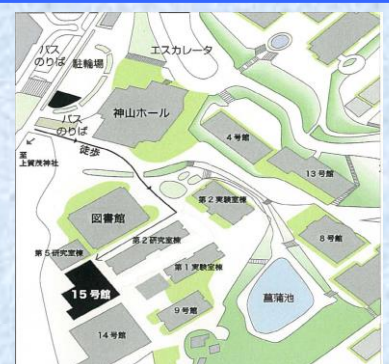 バス
のりば
駐輪場
エスカレータ
バス
のりば
神山ホール
至
上賀茂神社
徒歩
4号館
13号館
図書館
第2実験室棟
第2研究室棟
8号館
第5研究室棟
第1実験室棟
15号館
菖蒲池
9号館
14号館